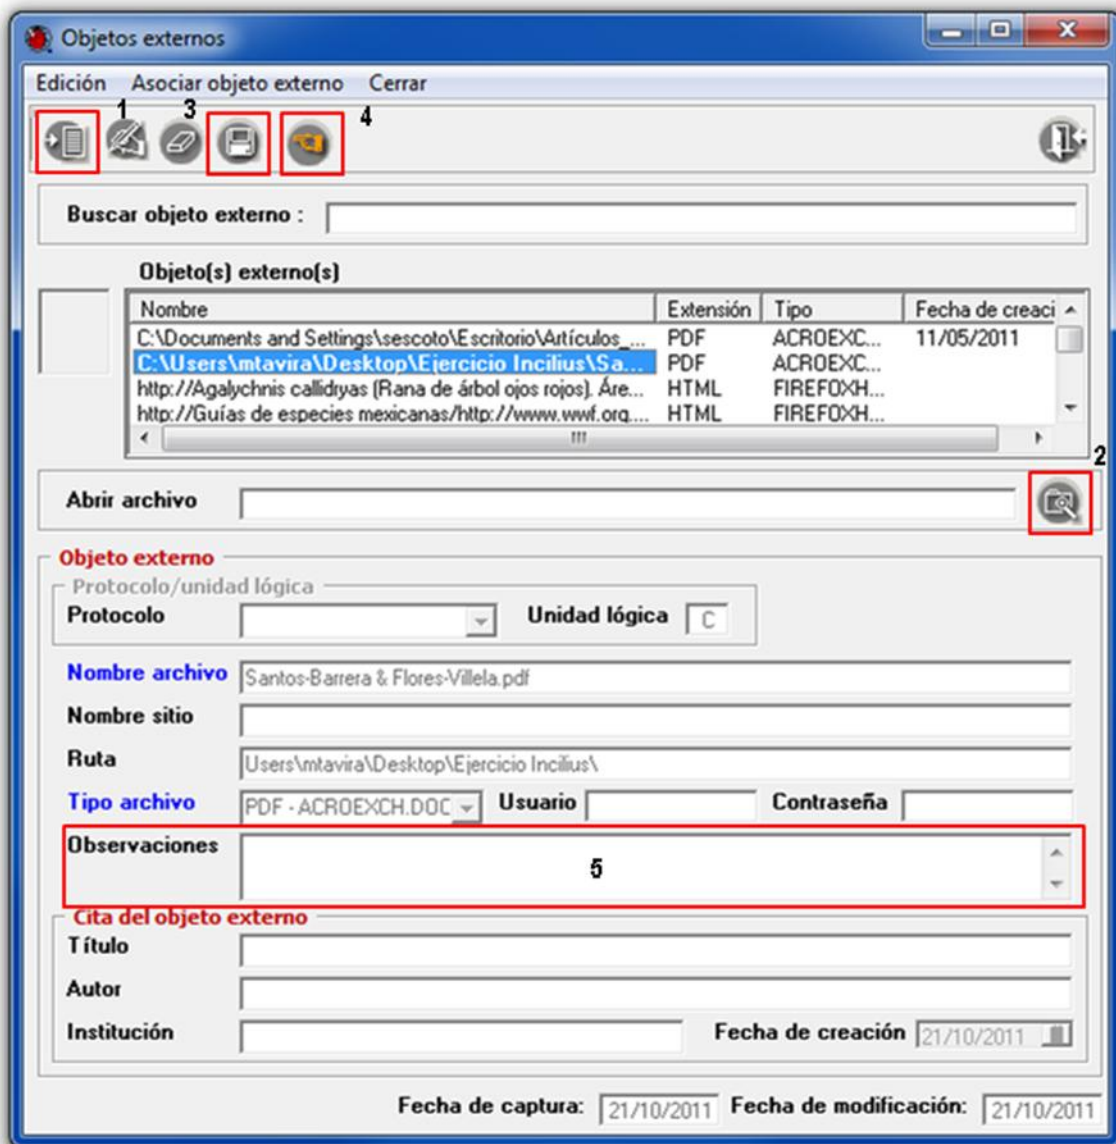 Objetos externos
Edición Asociar objeto externo Cerrar
1 3 4
Buscar objeto externo :
Objeto(s) externo(s)
Nombre Extensión Tipo Fecha de creaci
C:\Documents and Settings\sescoto\Escritorio\Artículos_... PDF ACROEXC... 11/05/2011
C:\Users\mtavira\Desktop\Ejercicio Incilius\Sa... PDF ACROEXC...
http://Agalychnis callidryas (Rana de árbol ojos rojos). Áre... HTML FIREFOXH...
http://Guías de especies mexicanas/http://www.wwf.org.... HTML FIREFOXH...
2
Abrir archivo
Objeto externo
Protocolo/unidad lógica
Protocolo Unidad lógica C
Nombre archivo Santos-Barrera & Flores-Villela.pdf
Nombre sitio
Ruta Users\mtavira\Desktop\Ejercicio Incilius\
Tipo archivo PDF - ACROEXCH.DOC Usuario Contraseña
Observaciones 5
Cita del objeto externo
Título
Autor
Institución Fecha de creación 21/10/2011
Fecha de captura: 21/10/2011 Fecha de modificación: 21/10/2011